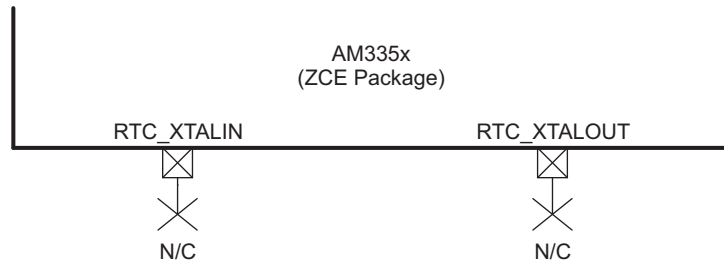 AM335x
(ZCE Package)
RTC_XTALIN RTC_XTALOUT
N/C N/C